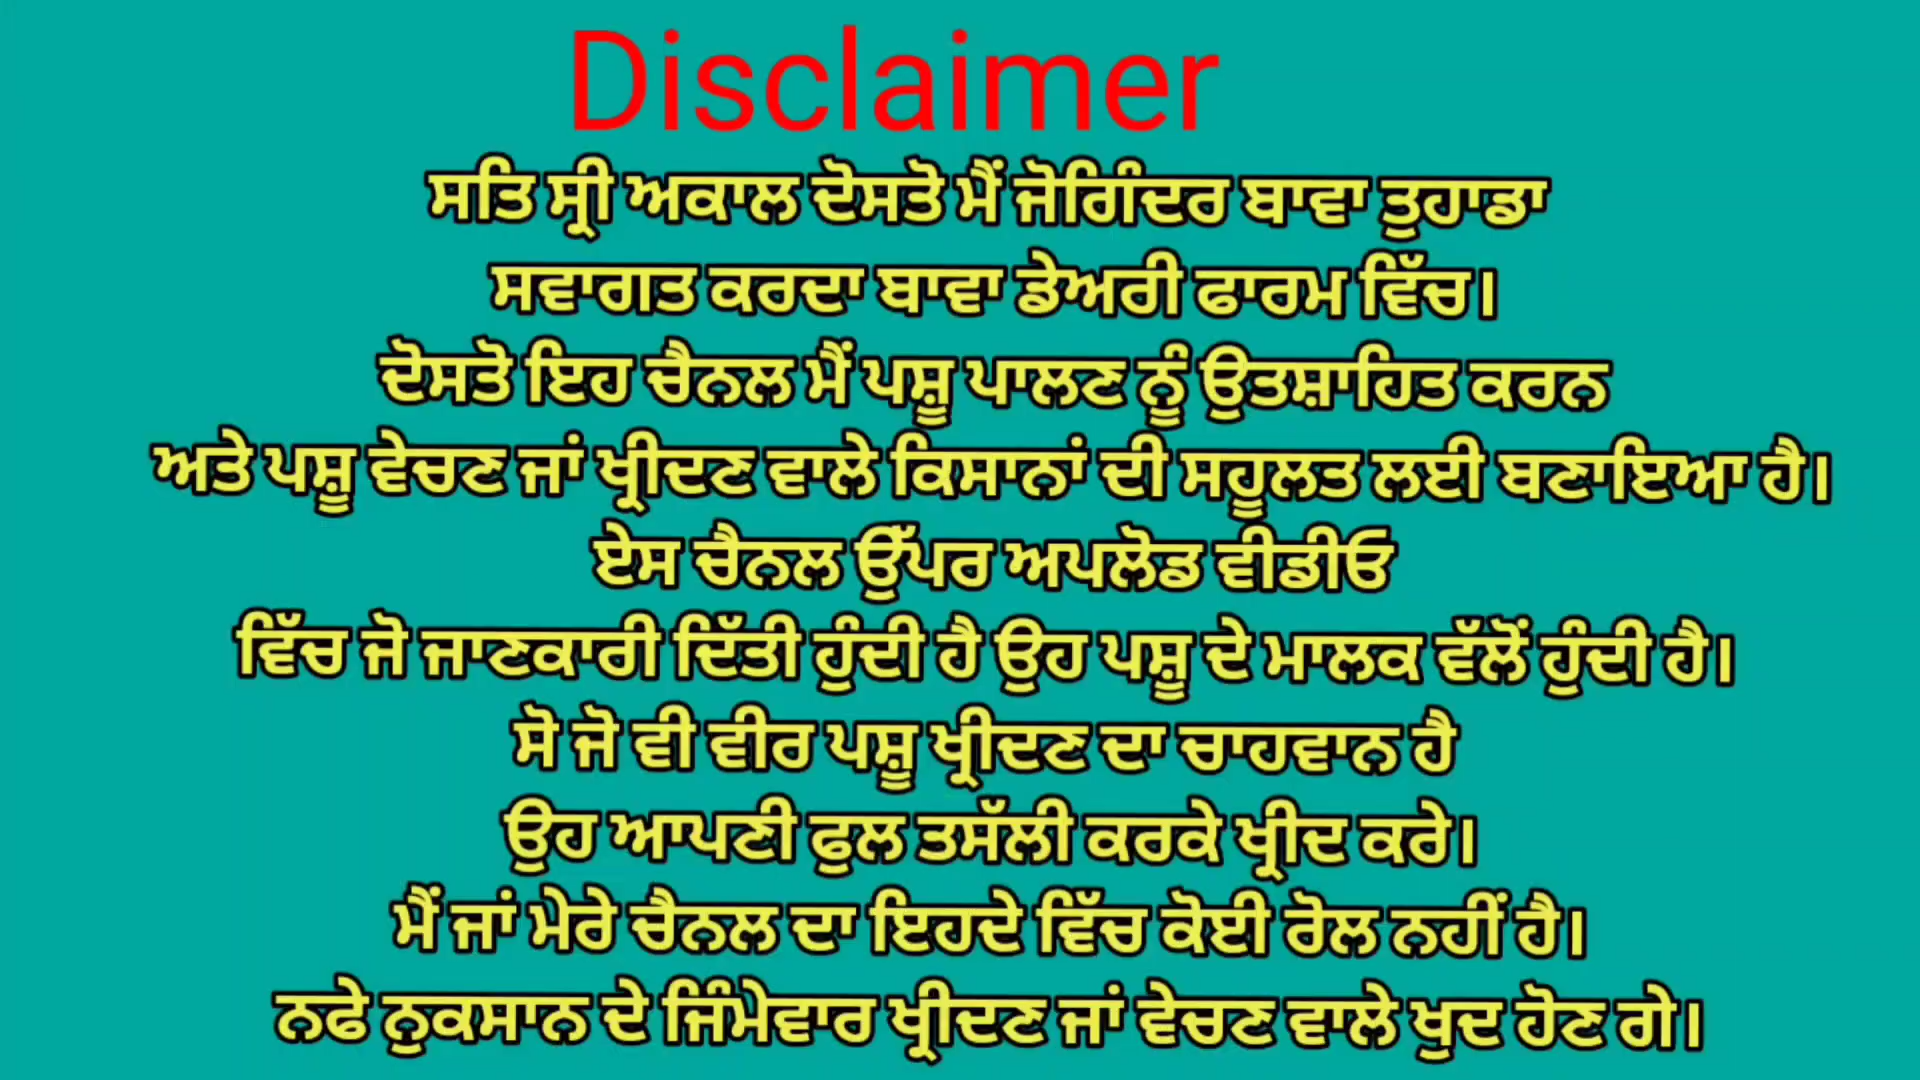 Disclaimer
ਸਤਿ ਸ੍ਰੀ ਅਕਾਲ ਦੋਸਤੋ ਮੈਂ ਜੋਗਿੰਦਰ ਬਾਵਾ ਤੁਹਾਡਾ
ਸਵਾਗਤ ਕਰਦਾ ਬਾਵਾ ਡੇਅਰੀ ਫਾਰਮ ਵਿੱਚ।
ਦੋਸਤੋ ਇਹ ਚੈਨਲ ਮੈਂ ਪਸ਼ੂ ਪਾਲਣ ਨੂੰ ਉਤਸ਼ਾਹਿਤ ਕਰਨ
ਅਤੇ ਪਸ਼ੂ ਵੇਚਣ ਜਾਂ ਖ੍ਰੀਦਣ ਵਾਲੇ ਕਿਸਾਨਾਂ ਦੀ ਸਹੂਲਤ ਲਈ ਬਣਾਇਆ ਹੈ।
ਏਸ ਚੈਨਲ ਉੱਪਰ ਅਪਲੋਡ ਵੀਡੀਓ
ਵਿੱਚ ਜੋ ਜਾਣਕਾਰੀ ਦਿੱਤੀ ਹੁੰਦੀ ਹੈ ਉਹ ਪਸ਼ੂ ਦੇ ਮਾਲਕ ਵੱਲੋਂ ਹੁੰਦੀ ਹੈ।
ਸੋ ਜੋ ਵੀ ਵੀਰ ਪਸ਼ੂ ਖ੍ਰੀਦਣ ਦਾ ਚਾਹਵਾਨ ਹੈ
ਉਹ ਆਪਣੀ ਫੁਲ ਤਸੱਲੀ ਕਰਕੇ ਖ੍ਰੀਦ ਕਰੇ।
ਮੈਂ ਜਾਂ ਮੇਰੇ ਚੈਨਲ ਦਾ ਇਹਦੇ ਵਿੱਚ ਕੋਈ ਰੋਲ ਨਹੀਂ ਹੈ।
ਨਫੇ ਨੁਕਸਾਨ ਦੇ ਜਿੰਮੇਵਾਰ ਖ੍ਰੀਦਣ ਜਾਂ ਵੇਚਣ ਵਾਲੇ ਖੁਦ ਹੋਣ ਗੇ।